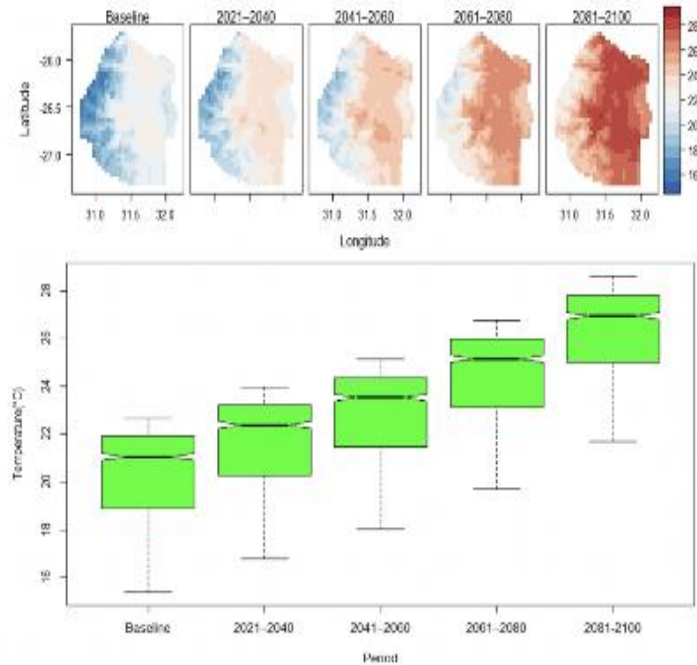 Baseline 2021–2040 2041–2060 2061–2080 2081–2100
Latitude
-26.0
-26.5
-27.0
31.0 31.5 32.0 31.0 31.5 32.0 31.0 31.5 32.0
Longitude
28
26
24
22
20
18
16
Temperature(°C)
28
26
24
22
20
18
16
Baseline 2021–2040 2041–2060 2061–2080 2081-2100
Period